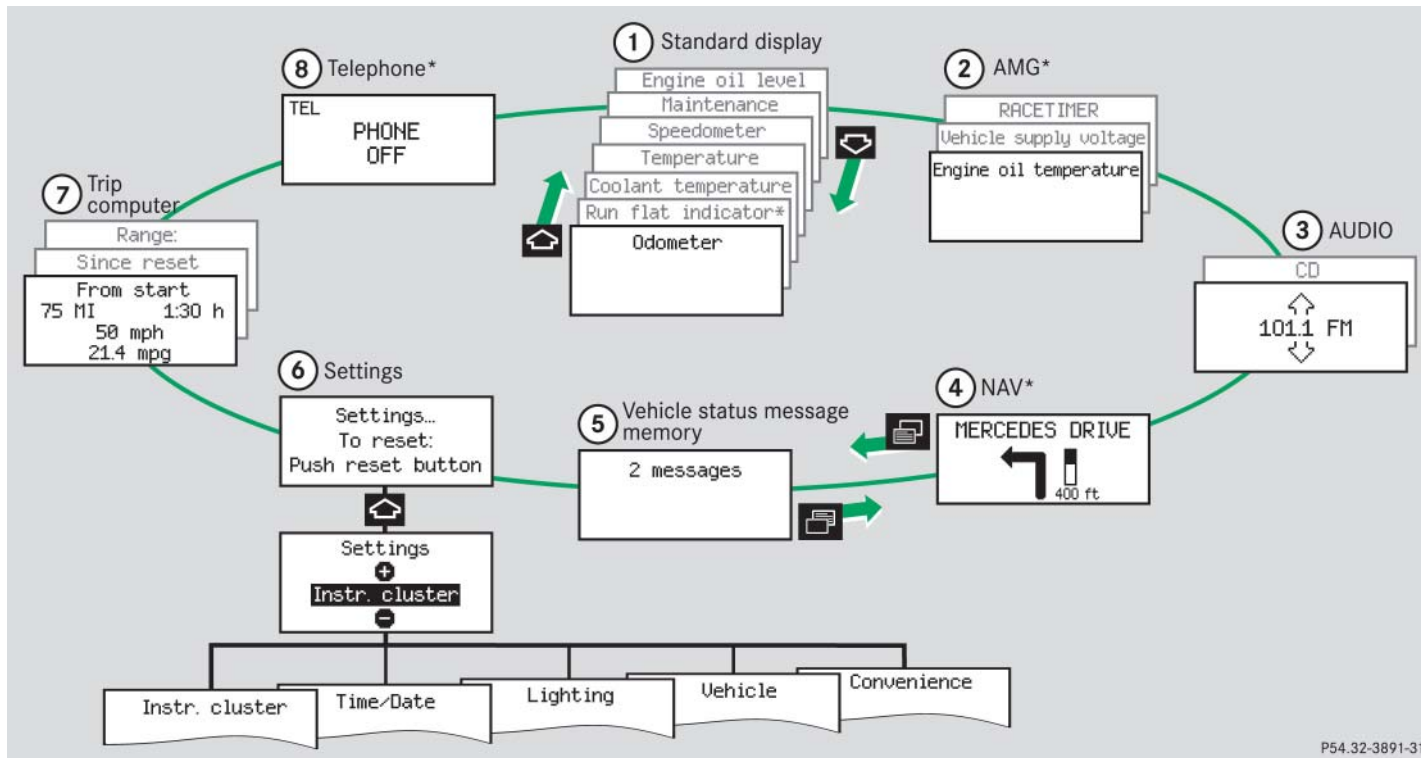 1 Standard display
Engine oil level
Maintenance
Speedometer
Temperature
Coolant temperature
Run flat indicator*
Odometer
2 AMG*
RACETIMER
Vehicle supply voltage
Engine oil temperature
3 AUDIO
CD
101.1 FM
4 NAV*
MERCEDES DRIVE
400 ft
5 Vehicle status message
memory
2 messages
6 Settings
Settings...
To reset:
Push reset button
Settings
Instr. cluster
Instr. cluster
Time/Date
Lighting
Vehicle
Convenience
7 Trip
computer
Range:
Since reset
From start
75 MI 1:30 h
50 mph
21.4 mpg
8 Telephone*
TEL
PHONE
OFF
P54.32-3891-31